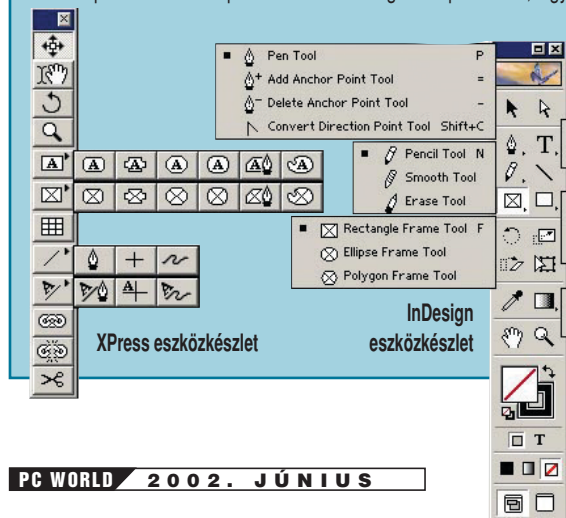 Pen Tool P
Add Anchor Point Tool =
Delete Anchor Point Tool -
Convert Direction Point Tool Shift+C
Pencil Tool N
Smooth Tool
Erase Tool
Rectangle Frame Tool F
Ellipse Frame Tool
Polygon Frame Tool
XPress eszközkészlet
InDesign
eszközkészlet
PC WORLD 2002. JÚNIUS